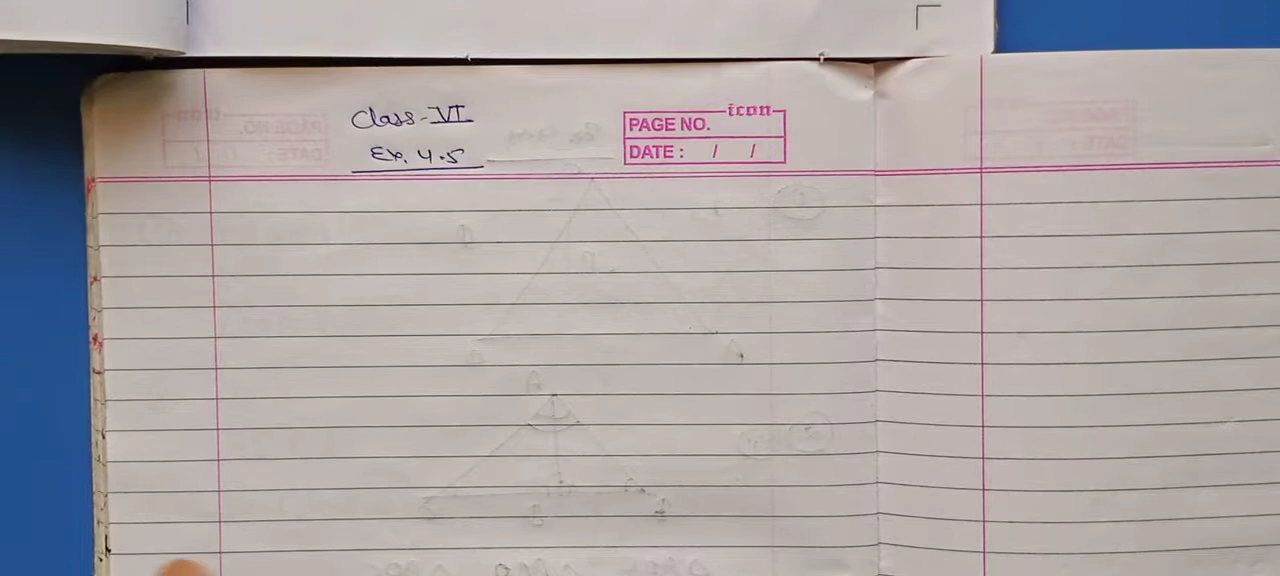 Class-VI
Ex. 4.5
icon
PAGE NO.
DATE : / /